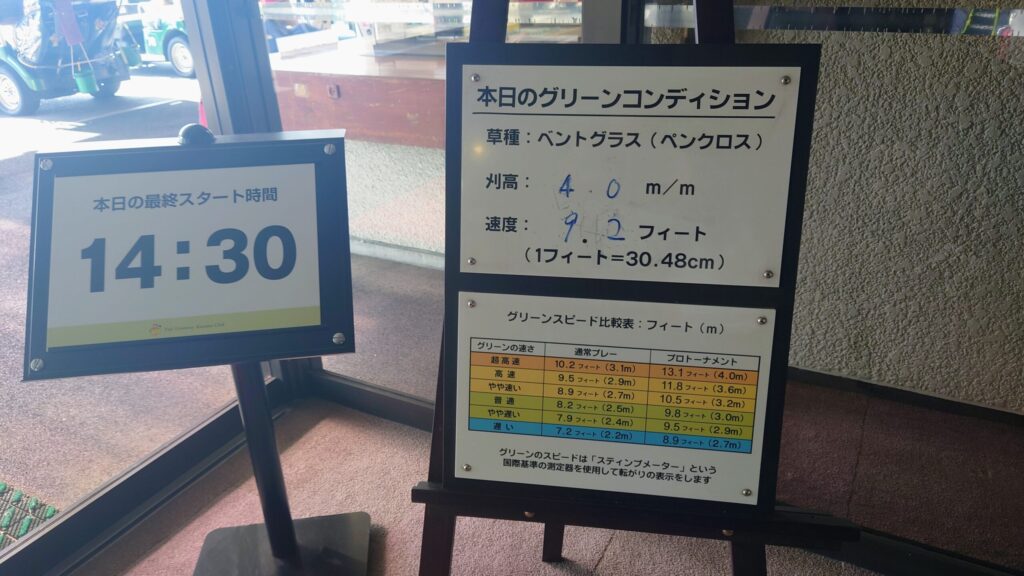 本日の最終スタート時間
14:30
本日のグリーンコンディション
草種：ベントグラス（ペンクロス）
刈高： 4.0 m/m
速度： 9.2 フィート
（1フィート＝30.48cm）
グリーンスピード比較表：フィート（m）
グリーンの速さ 通常プレー プロトーナメント
超高速 10.2フィート（3.1m） 13.1フィート（4.0m）
高速 9.5フィート（2.9m） 11.8フィート（3.6m）
やや速い 8.9フィート（2.7m） 10.5フィート（3.2m）
普通 8.2フィート（2.5m） 9.8フィート（3.0m）
やや遅い 7.9フィート（2.4m） 9.5フィート（2.9m）
遅い 7.2フィート（2.2m） 8.9フィート（2.7m）
グリーンのスピードは「スティンプメーター」という
国際基準の測定器を使用して転がりの表示をします